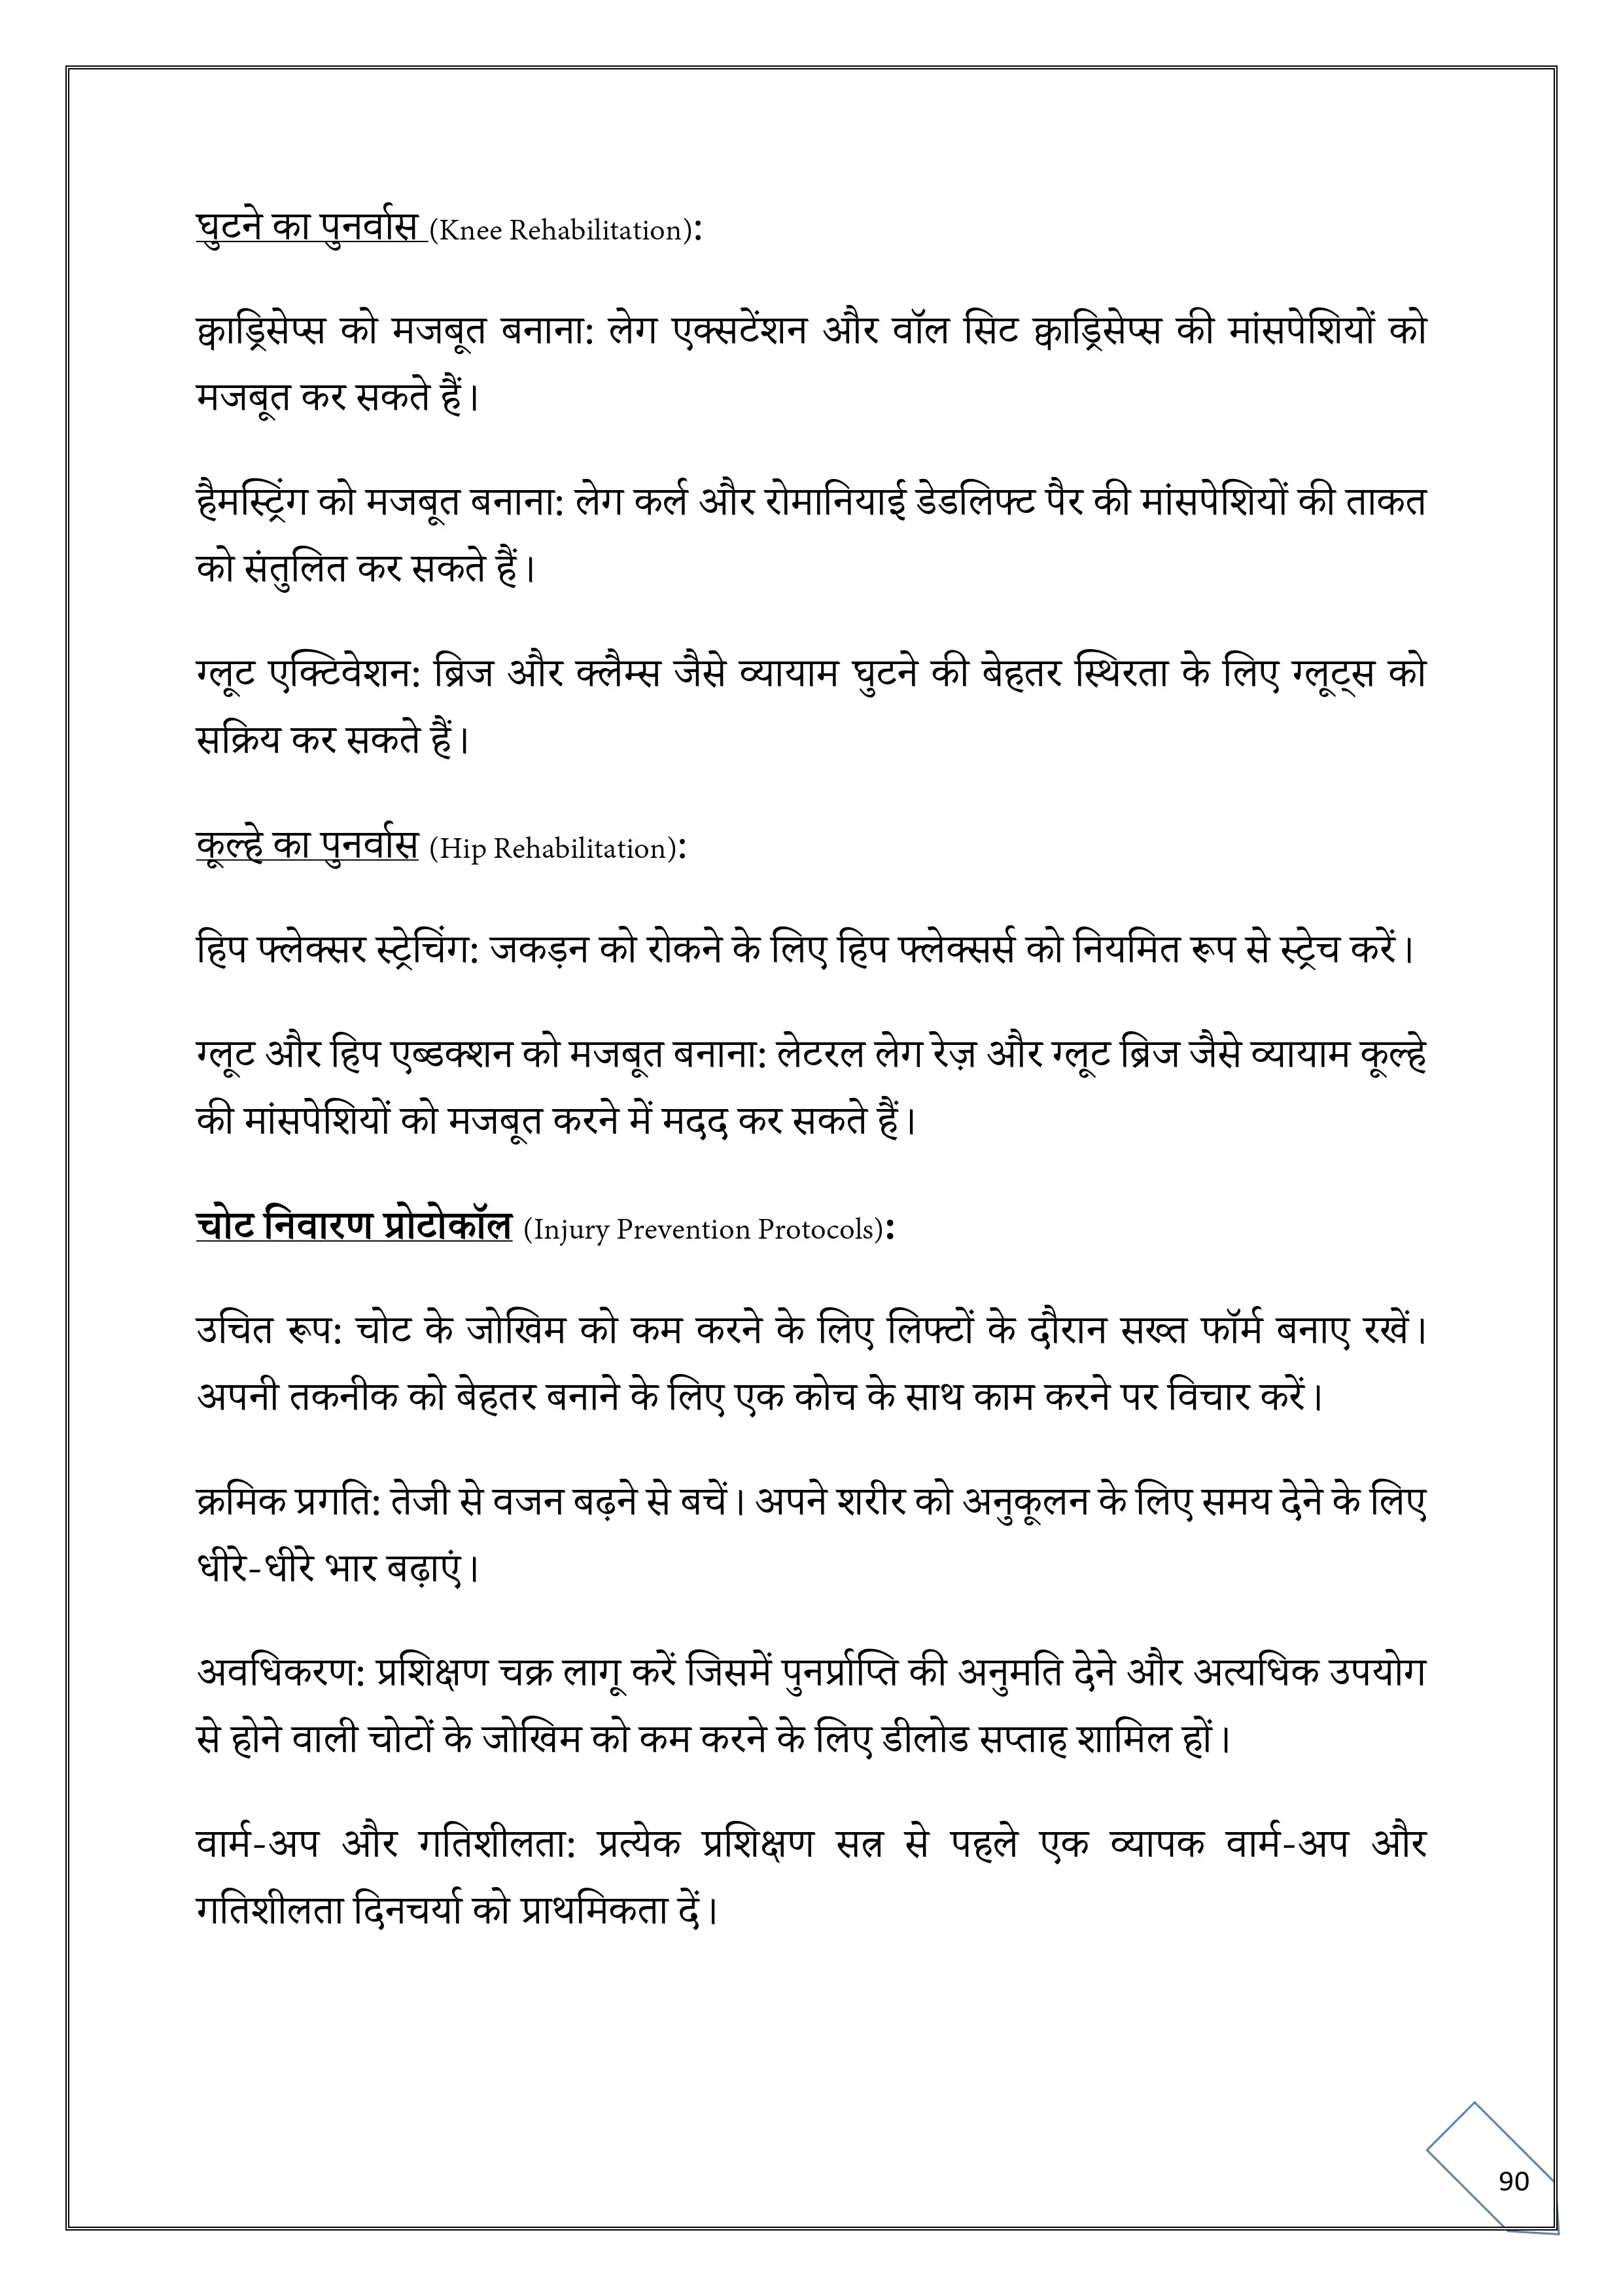 घुटने का पुनर्वास (Knee Rehabilitation):
क्वाड्रिसेप्स को मजबूत बनाना: लेग एक्सटेंशन और वॉल सिट क्वाड्रिसेप्स की मांसपेशियों को
मजबूत कर सकते हैं।
हैमस्ट्रिंग को मजबूत बनाना: लेग कर्ल और रोमानियाई डेडलिफ्ट पैर की मांसपेशियों की ताकत
को संतुलित कर सकते हैं।
ग्लूट एक्टिवेशन: ब्रिज और क्लैम्स जैसे व्यायाम घुटने की बेहतर स्थिरता के लिए ग्लूट्स को
सक्रिय कर सकते हैं।
कूल्हे का पुनर्वास (Hip Rehabilitation):
हिप फ्लेक्सर स्ट्रेचिंग: जकड़न को रोकने के लिए हिप फ्लेक्सर्स को नियमित रूप से स्ट्रेच करें।
ग्लूट और हिप एब्डक्शन को मजबूत बनाना: लेटरल लेग रेज़ और ग्लूट ब्रिज जैसे व्यायाम कूल्हे
की मांसपेशियों को मजबूत करने में मदद कर सकते हैं।
चोट निवारण प्रोटोकॉल (Injury Prevention Protocols):
उचित रूप: चोट के जोखिम को कम करने के लिए लिफ्टों के दौरान सख्त फॉर्म बनाए रखें।
अपनी तकनीक को बेहतर बनाने के लिए एक कोच के साथ काम करने पर विचार करें।
क्रमिक प्रगति: तेजी से वजन बढ़ने से बचें। अपने शरीर को अनुकूलन के लिए समय देने के लिए
धीरे-धीरे भार बढ़ाएं।
अवधिकरण: प्रशिक्षण चक्र लागू करें जिसमें पुनर्प्राप्ति की अनुमति देने और अत्यधिक उपयोग
से होने वाली चोटों के जोखिम को कम करने के लिए डीलोड सप्ताह शामिल हों।
वार्म-अप और गतिशीलता: प्रत्येक प्रशिक्षण सत्र से पहले एक व्यापक वार्म-अप और
गतिशीलता दिनचर्या को प्राथमिकता दें।
90